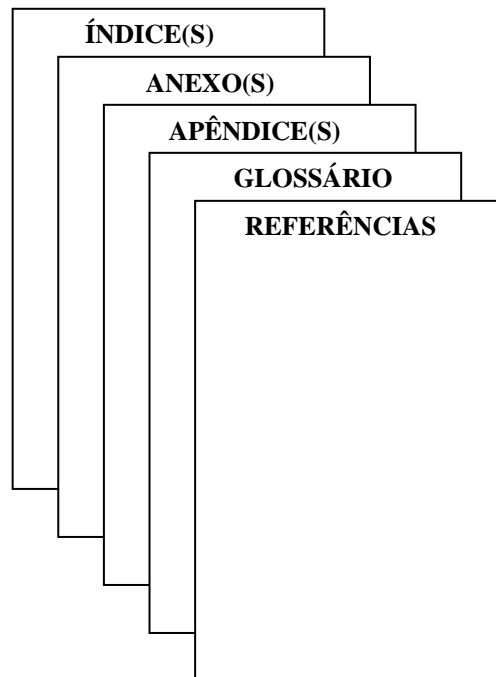 ÍNDICE(S)
ANEXO(S)
APÊNDICE(S)
GLOSSÁRIO
REFERÊNCIAS